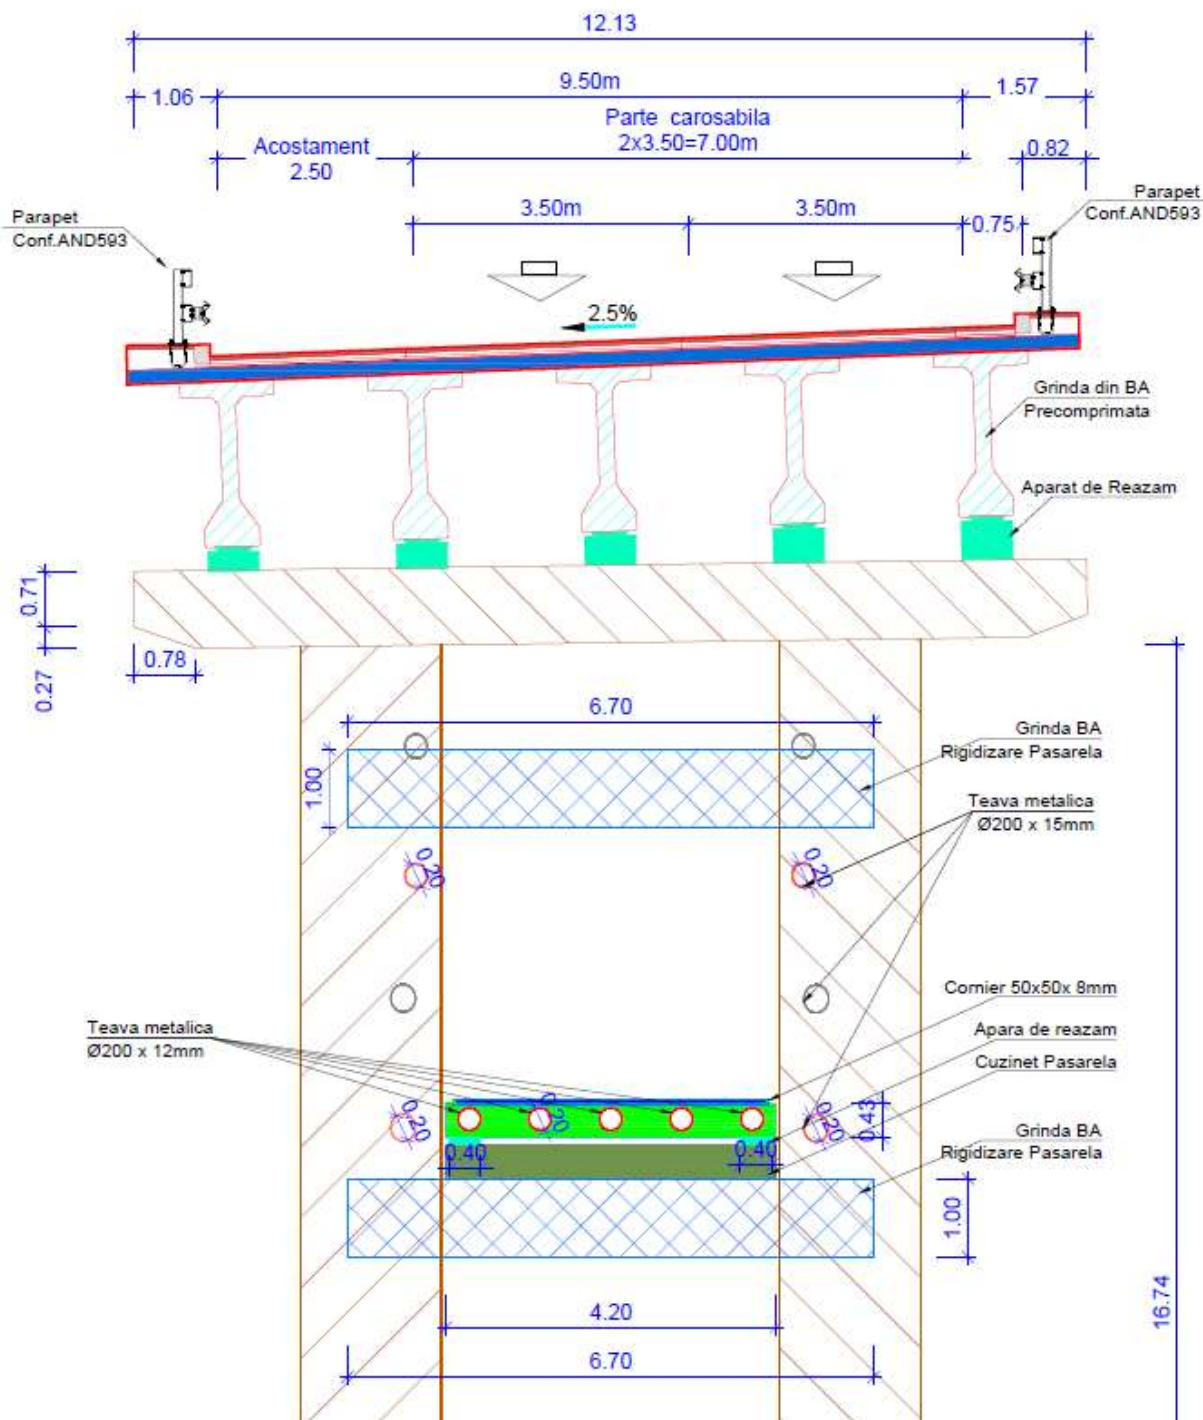 12.13
9.50m
1.06
1.57
Parte carosabila
2x3.50=7.00m
Acostament
2.50
0.82
3.50m
3.50m
0.75
Parapet
Conf.AND593
Parapet
Conf.AND593
2.5%
Grinda din BA
Precomprimata
Aparat de Reazam
0.71
0.27
0.78
6.70
Grinda BA
Rigidizare Pasarela
1.00
Teava metalica
Ø200 x 15mm
0.20
0.20
Cornier 50x50x 8mm
Teava metalica
Ø200 x 12mm
Apara de reazam
Cuzinet Pasarela
0.20
0.20
0.20
0.43
0.40
0.40
Grinda BA
Rigidizare Pasarela
1.00
4.20
6.70
16.74